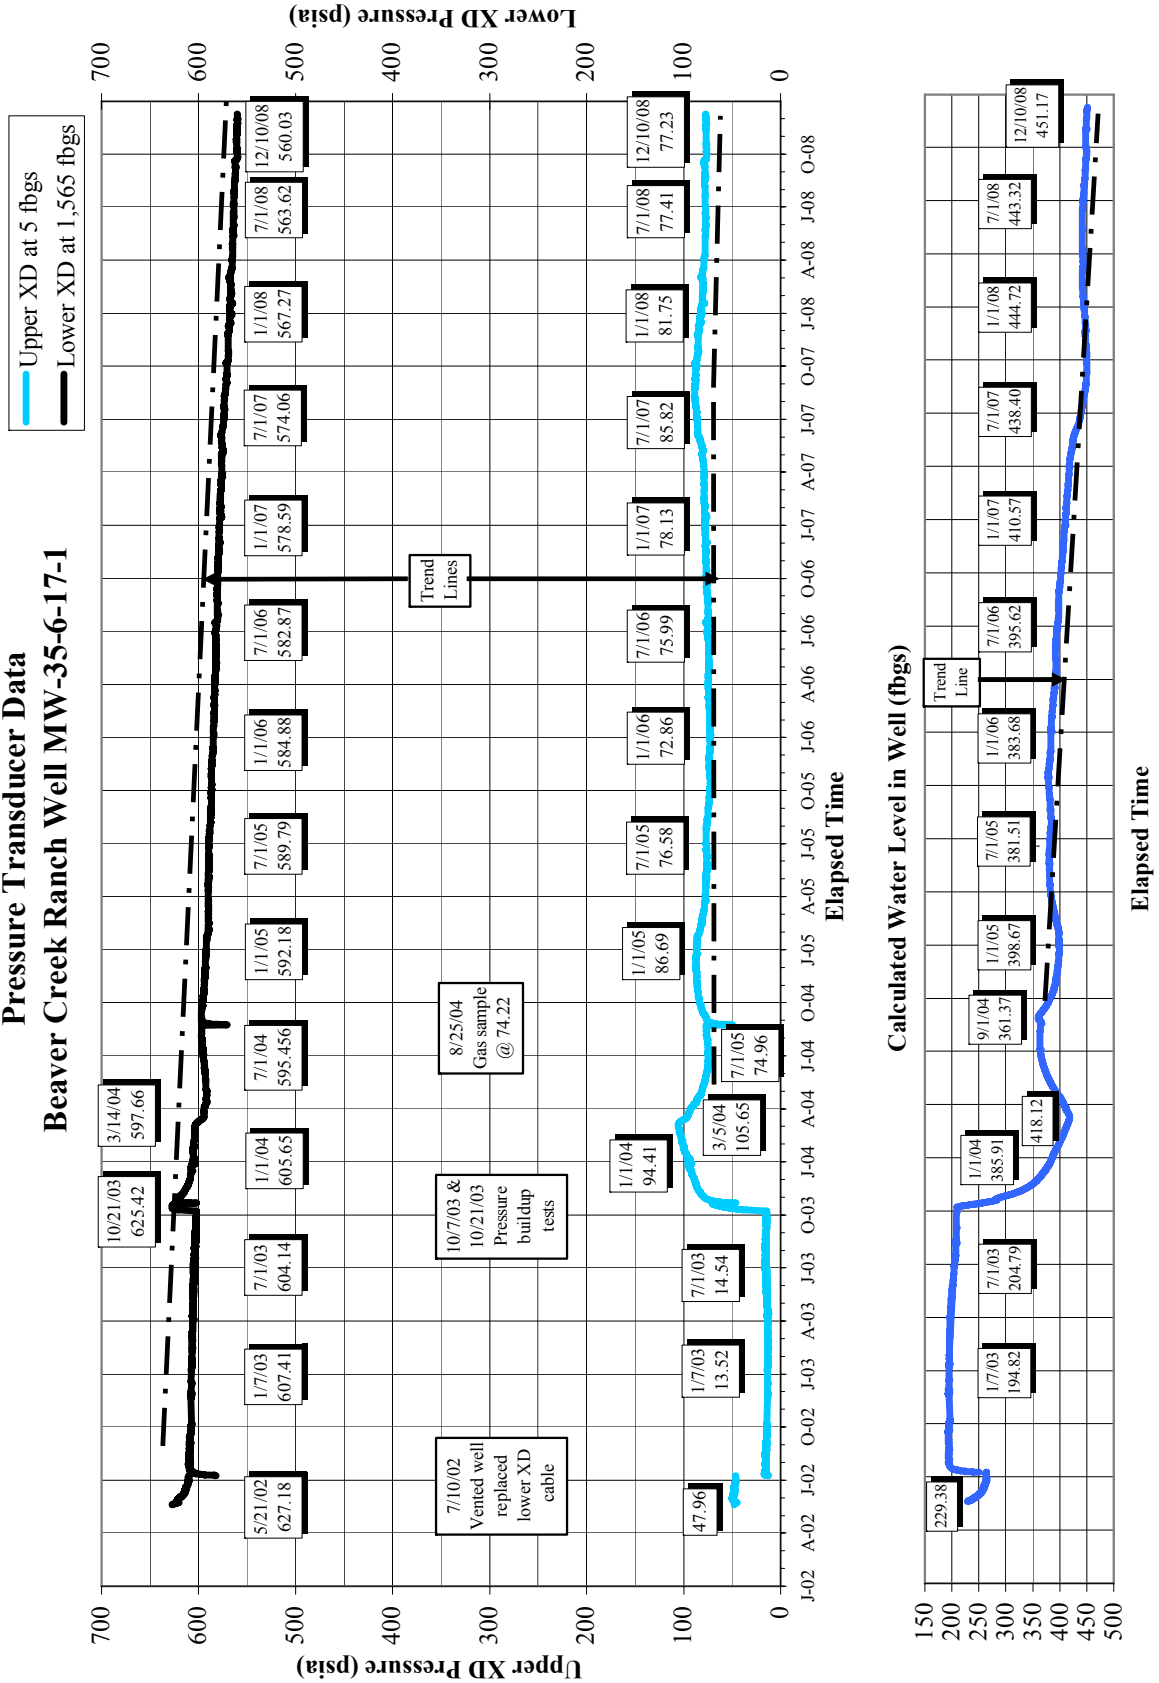 Pressure Transducer Data
Beaver Creek Ranch Well MW-35-6-17-1
Upper XD at 5 fbgs
Lower XD at 1,565 fbgs
Upper XD Pressure (psia)
700
600
500
400
300
200
100
0
Lower XD Pressure (psia)
700
600
500
400
300
200
100
0
10/21/03
625.42
3/14/04
597.66
5/21/02
627.18
1/7/03
607.41
7/1/03
604.14
1/1/04
605.65
7/1/04
595.456
1/1/05
592.18
7/1/05
589.79
1/1/06
584.88
7/1/06
582.87
1/1/07
578.59
7/1/07
574.06
1/1/08
567.27
7/1/08
563.62
12/10/08
560.03
7/10/02
Vented well
replaced
lower XD
cable
10/7/03 &
10/21/03
Pressure
buildup
tests
8/25/04
Gas sample
@ 74.22
Trend
Lines
47.96
1/7/03
13.52
7/1/03
14.54
1/1/04
94.41
3/5/04
105.65
7/1/05
74.96
1/1/05
86.69
7/1/05
76.58
1/1/06
72.86
7/1/06
75.99
1/1/07
78.13
7/1/07
85.82
1/1/08
81.75
7/1/08
77.41
12/10/08
77.23
J-02
A-02
J-02
O-02
J-03
A-03
J-03
O-03
J-04
A-04
J-04
O-04
J-05
A-05
J-05
O-05
J-06
A-06
J-06
O-06
J-07
A-07
J-07
O-07
J-08
A-08
J-08
O-08
Elapsed Time
Calculated Water Level in Well (fbgs)
150
200
250
300
350
400
450
500
229.38
1/7/03
194.82
7/1/03
204.79
1/1/04
385.91
418.12
9/1/04
361.37
1/1/05
398.67
7/1/05
381.51
1/1/06
383.68
Trend
Line
7/1/06
395.62
1/1/07
410.57
7/1/07
438.40
1/1/08
444.72
7/1/08
443.32
12/10/08
451.17
Elapsed Time